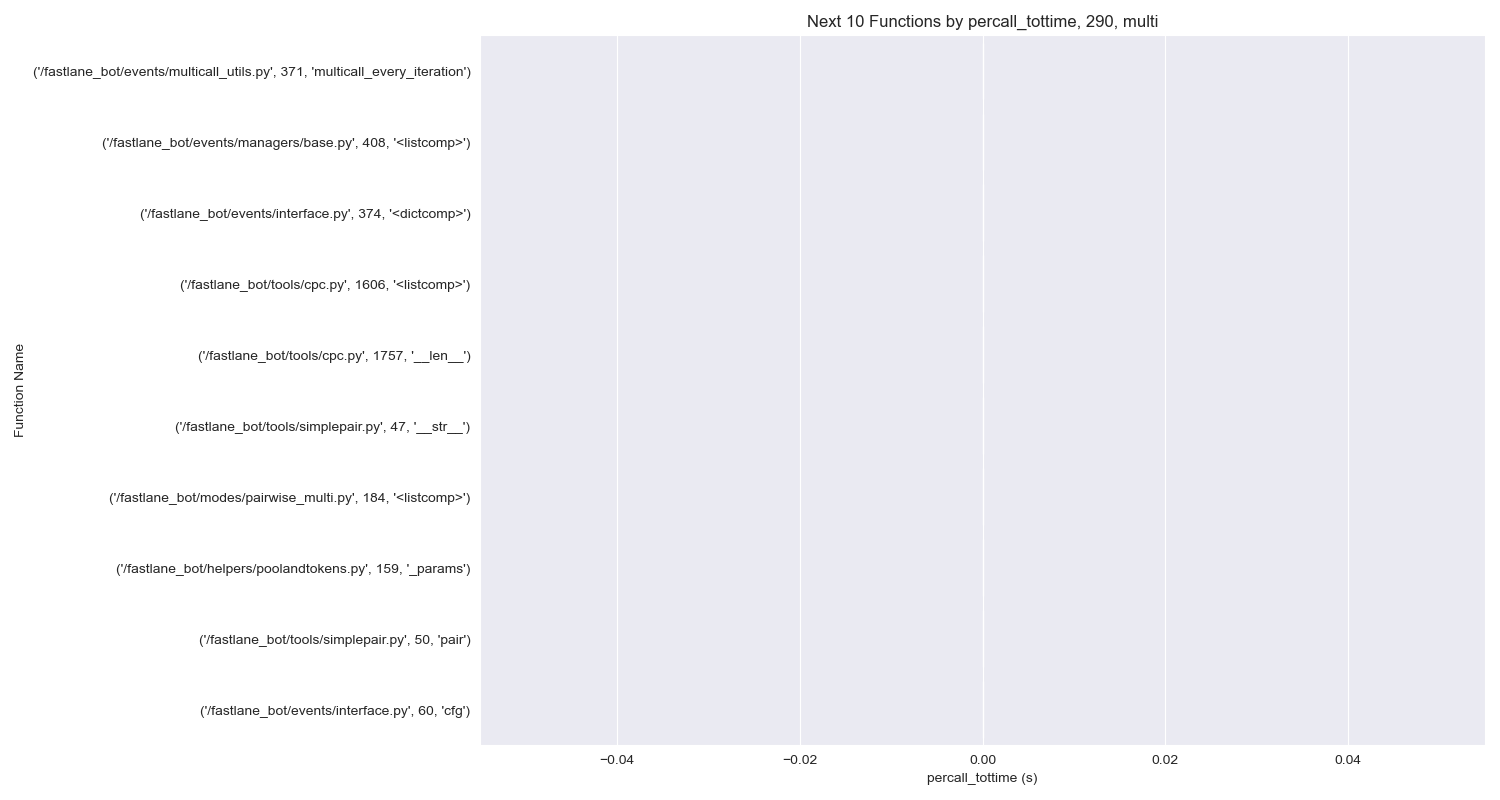 Next 10 Functions by percall_tottime, 290, multi
('/fastlane_bot/events/multicall_utils.py', 371, 'multicall_every_iteration')
('/fastlane_bot/events/managers/base.py', 408, '<listcomp>')
('/fastlane_bot/events/interface.py', 374, '<dictcomp>')
('/fastlane_bot/tools/cpc.py', 1606, '<listcomp>')
('/fastlane_bot/tools/cpc.py', 1757, '__len__')
('/fastlane_bot/tools/simplepair.py', 47, '__str__')
('/fastlane_bot/modes/pairwise_multi.py', 184, '<listcomp>')
('/fastlane_bot/helpers/poolandtokens.py', 159, '_params')
('/fastlane_bot/tools/simplepair.py', 50, 'pair')
('/fastlane_bot/events/interface.py', 60, 'cfg')
Function Name
−0.04 −0.02 0.00 0.02 0.04
percall_tottime (s)